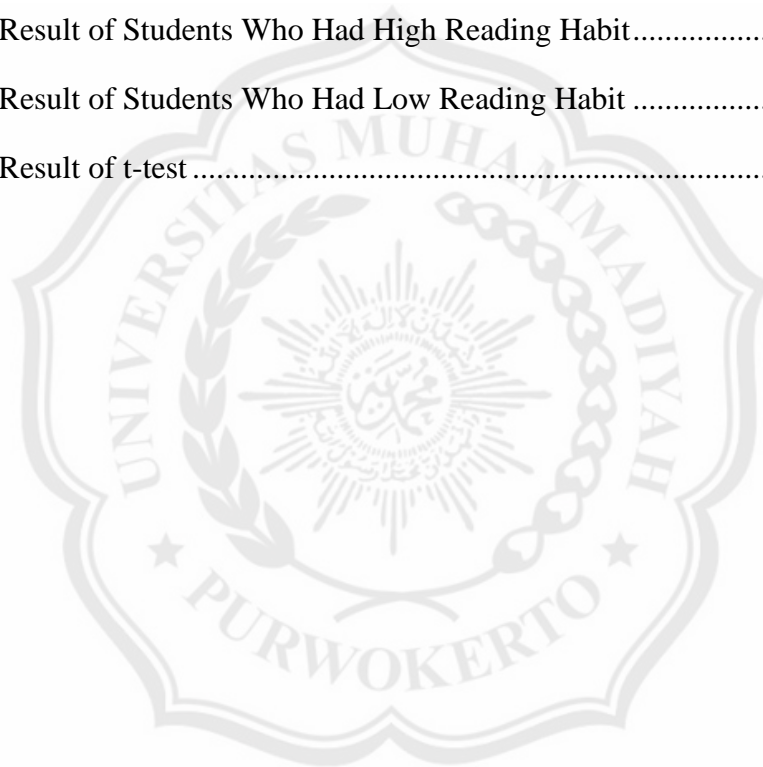 Result of Students Who Had High Reading Habit.................
Result of Students Who Had Low Reading Habit .................
Result of t-test ........................................................................
UNIVERSITAS MUHAMMADIYAH
PURWOKERTO